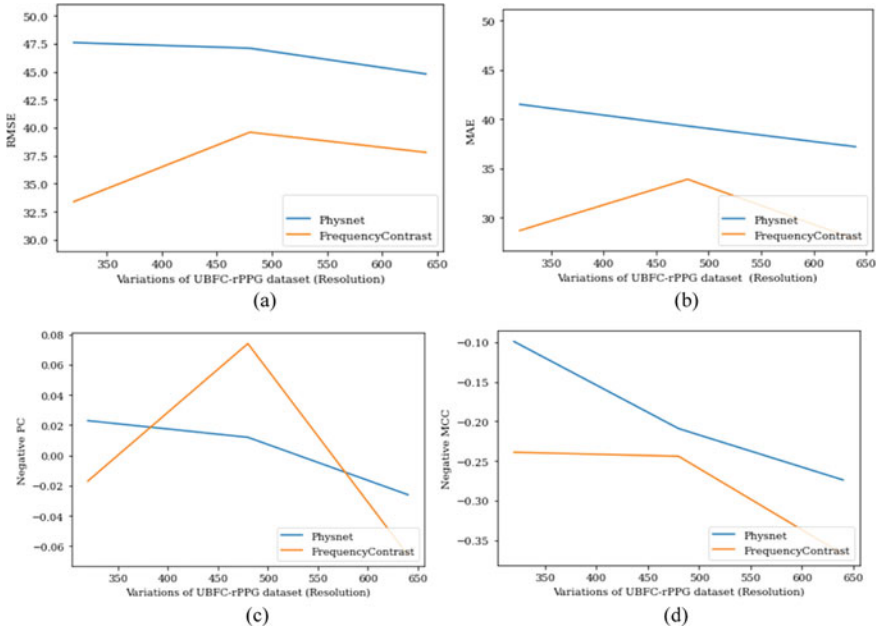 50.0
47.5
45.0
42.5
40.0
37.5
35.0
32.5
30.0
RMSE
Physnet
FrequencyContrast
350 400 450 500 550 600 650
Variations of UBFC-rPPG dataset (Resolution)
(a)
50
45
40
35
30
MAE
Physnet
FrequencyContrast
350 400 450 500 550 600 650
Variations of UBFC-rPPG dataset (Resolution)
(b)
0.08
0.06
0.04
0.02
0.00
−0.02
−0.04
−0.06
Negative PC
Physnet
FrequencyContrast
350 400 450 500 550 600 650
Variations of UBFC-rPPG dataset (Resolution)
(c)
−0.10
−0.15
−0.20
−0.25
−0.30
−0.35
Negative MCC
Physnet
FrequencyContrast
350 400 450 500 550 600 650
Variations of UBFC-rPPG dataset (Resolution)
(d)